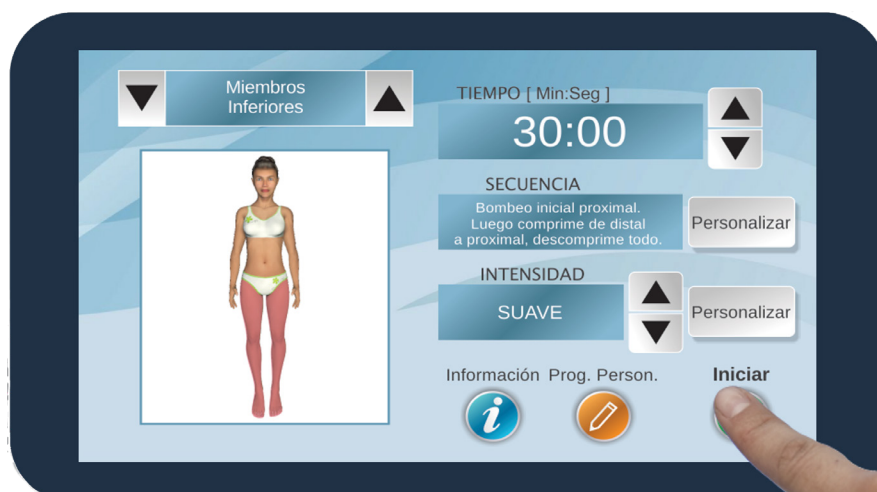 Miembros
Inferiores
TIEMPO [ Min:Seg ]
30:00
SECUENCIA
Bombeo inicial proximal.
Luego comprime de distal
a proximal, descomprime todo.
Personalizar
INTENSIDAD
SUAVE
Personalizar
Información
Prog. Person.
Iniciar
i